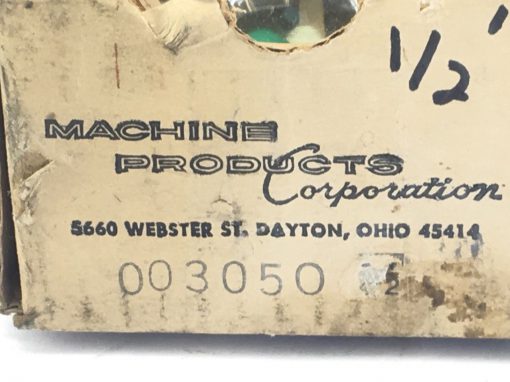 1/2"
MACHINE
PRODUCTS
Corporation
5660 WEBSTER ST. DAYTON, OHIO 45414
003050